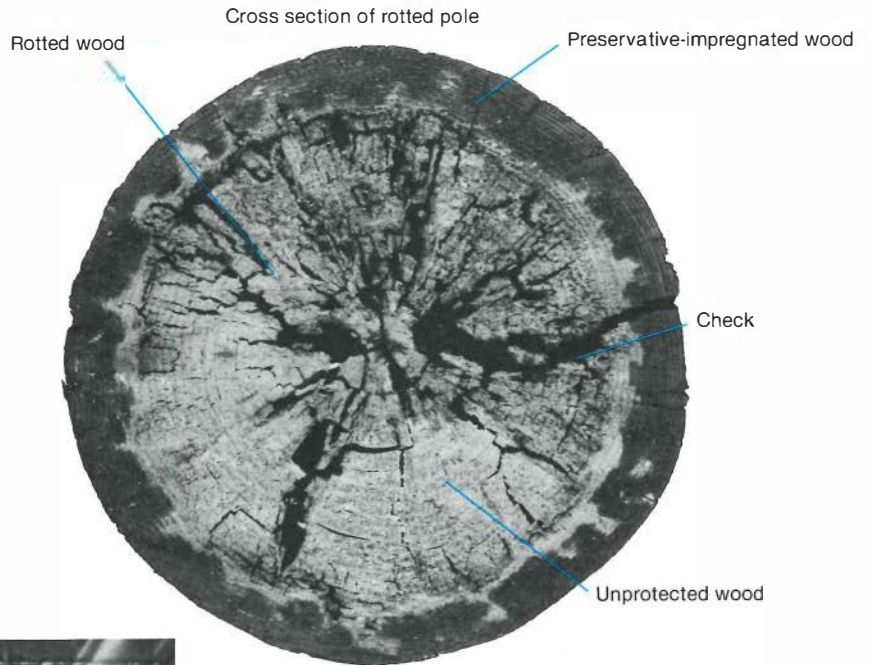 Cross section of rotted pole
Rotted wood
Preservative-impregnated wood
Check
Unprotected wood